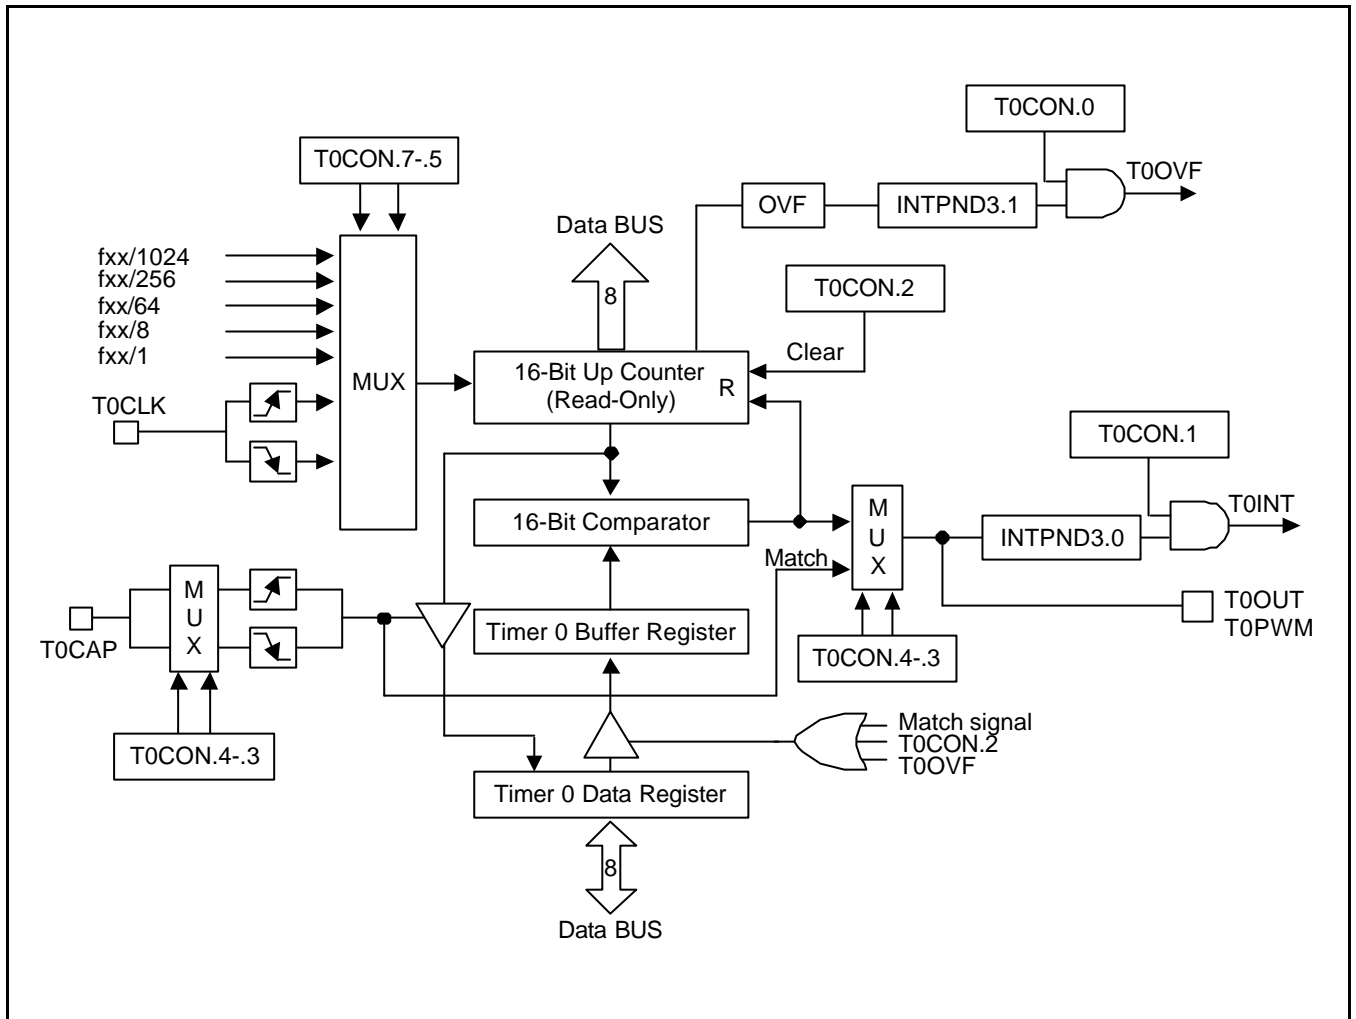 T0CON.0
T0OVF
T0CON.7-.5
OVF
INTPND3.1
Data BUS
8
fxx/1024
fxx/256
fxx/64
fxx/8
fxx/1
T0CON.2
Clear
MUX
16-Bit Up Counter
(Read-Only)
R
T0CLK
T0CON.1
M
U
X
T0INT
16-Bit Comparator
INTPND3.0
Match
M
U
X
T0CAP
Timer 0 Buffer Register
T0OUT
T0PWM
T0CON.4-.3
T0CON.4-.3
Match signal
T0CON.2
T0OVF
Timer 0 Data Register
8
Data BUS